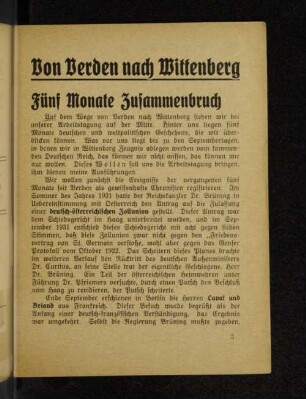 Von Verden nach Wittenberg
Fünf Monate Zusammenbruch
Auf dem Wege von Verden nach Wittenberg stehen wir bei
unserer Arbeitstagung auf der Mitte. Hinter uns liegen fünf
Monate deutschen und weltpolitischen Geschehens, die wir über-
blicken können. Was vor uns liegt bis zu den Septembertagen,
in denen wir in Wittenberg Zeugnis ablegen werden vom kom-
menden Deutschen Reich, das können wir nicht wissen, das können wir
nur wollen. Dieses Wollen soll uns die Arbeitstagung geben, ihm
dienen meine Ausführungen.
Wir wollen zunächst die Ereignisse der vergangenen fünf
Monate seit Verden als gewissenhafte Chronisten registrieren. Im
Sommer des Jahres 1931 hatte der Reichskanzler Dr. Brüning in
Uebereinstimmung mit Oesterreich den Antrag auf die Zulassung
einer deutsch-österreichischen Zollunion gestellt. Dieser Antrag war
dem Schiedsgericht im Haag unterbreitet worden, und im Sep-
tember 1931 entschied dieses Schiedsgericht mit acht gegen sieben
Stimmen, daß diese Zollunion zwar nicht gegen den "Friedens-
vertrag von St. Germain verstoße, wohl aber gegen das Genfer
Protokoll vom Oktober 1922. Das Scheitern dieses Planes brachte
im weiteren Verlauf den Rücktritt des deutschen Außenministers
Dr. Curtius, an seine Stelle trat der eigentlich Geschlagene, Herr
Dr. Brüning. Ein Teil der österreichischen Heimwehren unter
Führung Dr. Pfriemers versuchte, durch einen Putsch den Beschluß
vom Haag zu revidieren, der Putsch scheiterte.
Ende September erschienen in Berlin die Herren Laval und
Briand aus Frankreich. Dieser Besuch wurde begrüßt als der
Anfang einer deutsch-französischen Verständigung, das Ergebnis
war umgekehrt. Selbst die Regierung Brüning mußte zugeben,